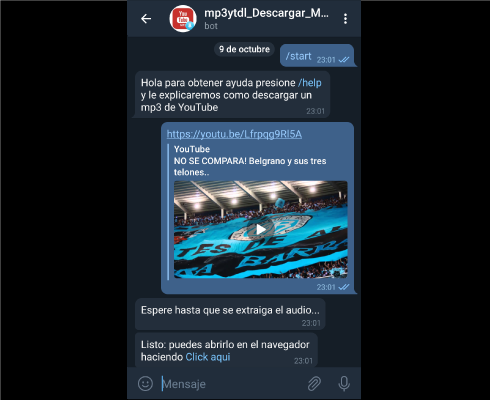 mp3ytdl_Descargar_M...
bot
You
Tube
9 de octubre
/start 23:01
Hola para obtener ayuda presione /help
y le explicaremos como descargar un
mp3 de YouTube
23:01
https://youtu.be/Lfrpqg9Rl5A
YouTube
NO SE COMPARA! Belgrano y sus tres
telones..
23:01
Espere hasta que se extraiga el audio...
23:01
Listo: puedes abrirlo en el navegador
haciendo Click aqui
23:01
Mensaje